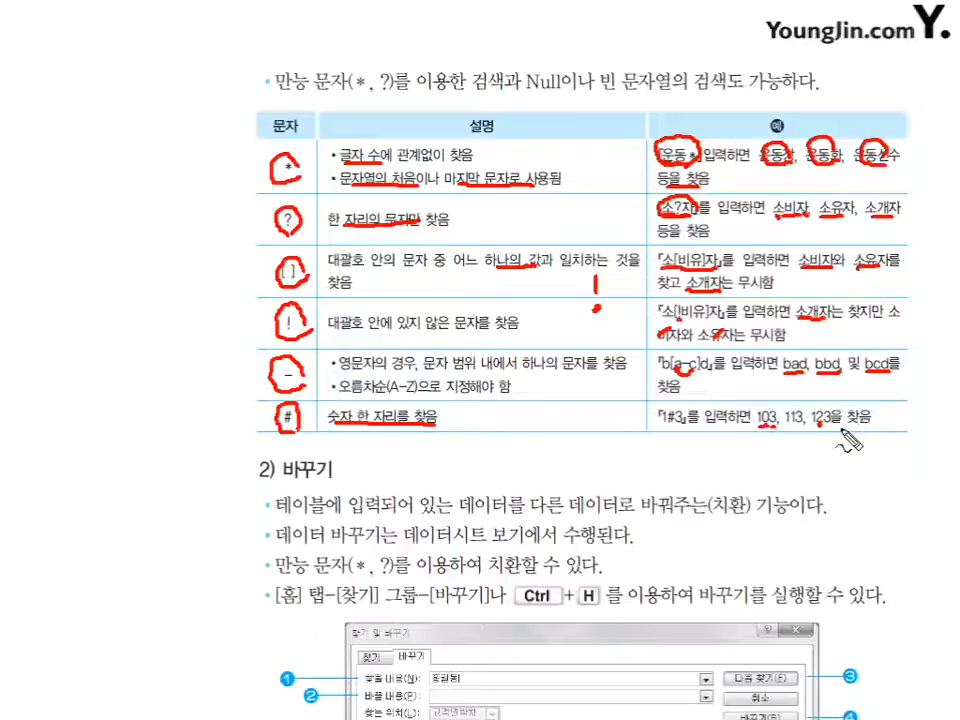 YoungJin.com Y.
• 만능 문자(*, ?)를 이용한 검색과 Null이나 빈 문자열의 검색도 가능하다.
문자 설명 예
* • 글자 수에 관계없이 찾음
• 문자열의 처음이나 마지막 문자로 사용됨
『운동*』입력하면 운동장, 운동화, 운동선수
등을 찾음
? 한 자리의 문자만 찾음
『소?자』를 입력하면 소비자, 소유자, 소개자
등을 찾음
[ ] 대괄호 안의 문자 중 어느 하나의 값과 일치하는 것을
찾음
『소[비유]자』를 입력하면 소비자와 소유자를
찾고 소개자는 무시함
! 대괄호 안에 있지 않은 문자를 찾음
『소[!비유]자』를 입력하면 소개자는 찾지만 소
비자와 소유자는 무시함
– • 영문자의 경우, 문자 범위 내에서 하나의 문자를 찾음
• 오름차순(A-Z)으로 지정해야 함
『b[a-c]d』를 입력하면 bad, bbd, 및 bcd를
찾음
# 숫자 한 자리를 찾음
『1#3』를 입력하면 103, 113, 123을 찾음
2) 바꾸기
• 테이블에 입력되어 있는 데이터를 다른 데이터로 바꿔주는(치환) 기능이다.
• 데이터 바꾸기는 데이터시트 보기에서 수행된다.
• 만능 문자(*, ?)를 이용하여 치환할 수 있다.
• [홈] 탭-[찾기] 그룹-[바꾸기]나 Ctrl + H 를 이용하여 바꾸기를 실행할 수 있다.
찾기 및 바꾸기 ? X
찾기 바꾸기
① 찾을 내용(N): 홍길동 다음 찾기(F) ③
② 바꿀 내용(P): 취소
찾는 위치(L): 고객연락처 바꾸기(R) ④